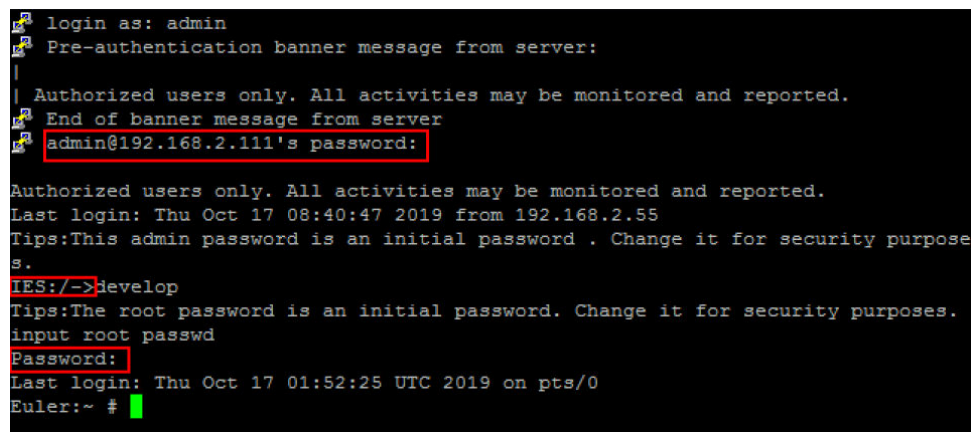 login as: admin
Pre-authentication banner message from server:
|
| Authorized users only. All activities may be monitored and reported.
End of banner message from server
admin@192.168.2.111's password:
Authorized users only. All activities may be monitored and reported.
Last login: Thu Oct 17 08:40:47 2019 from 192.168.2.55
Tips:This admin password is an initial password . Change it for security purpose
s.
IES:/->develop
Tips:The root password is an initial password. Change it for security purposes.
input root passwd
Password:
Last login: Thu Oct 17 01:52:25 UTC 2019 on pts/0
Euler:~ #